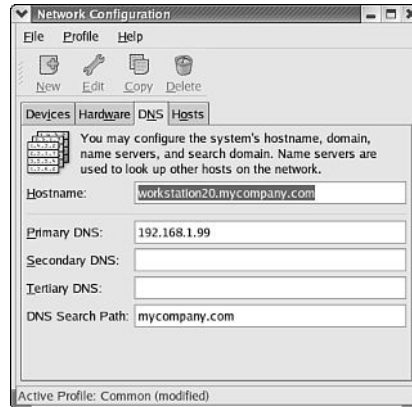 Network Configuration
File Profile Help
New Edit Copy Delete
Devices Hardware DNS Hosts
You may configure the system's hostname, domain,
name servers, and search domain. Name servers are
used to look up other hosts on the network.
Hostname: workstation20.mycompany.com
Primary DNS: 192.168.1.99
Secondary DNS:
Tertiary DNS:
DNS Search Path: mycompany.com
Active Profile: Common (modified)